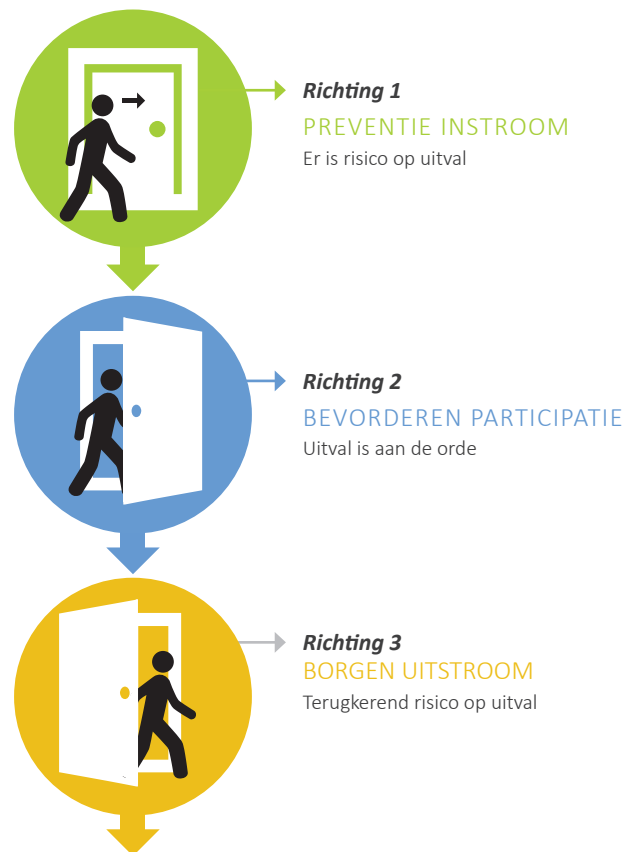 Richting 1
PREVENTIE INSTROOM
Er is risico op uitval
Richting 2
BEVORDEREN PARTICIPATIE
Uitval is aan de orde
Richting 3
BORGEN UITSTROOM
Terugkerend risico op uitval